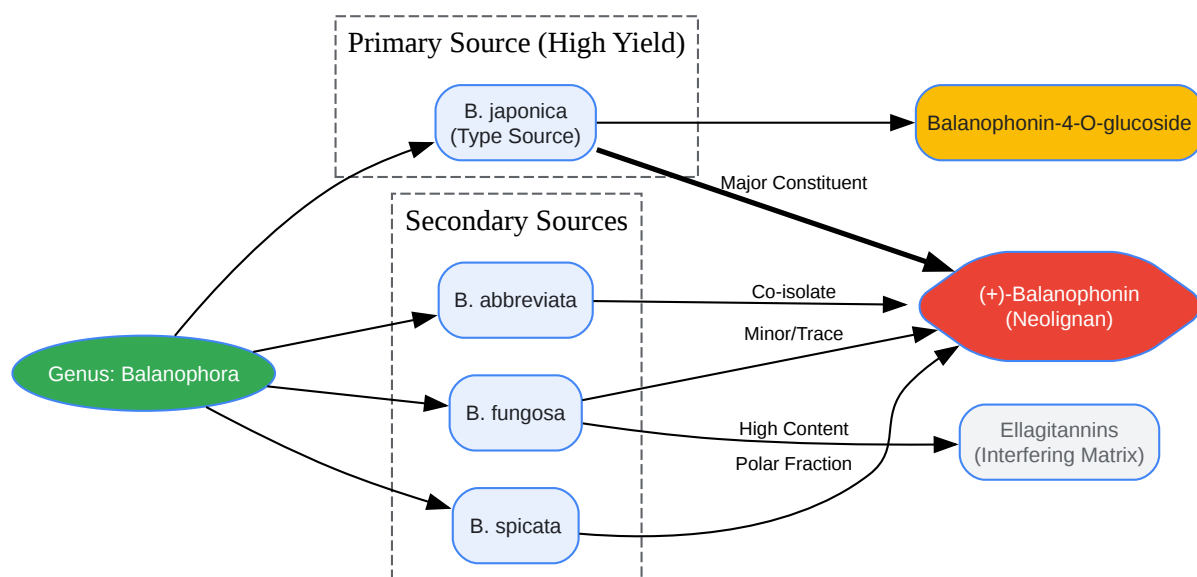 Primary Source (High Yield)
B. japonica
(Type Source)
Balanophonin-4-O-glucoside
Major Constituent
Secondary Sources
B. abbreviata
Co-isolate
(+)-Balanophonin
(Neolignan)
Minor/Trace
Genus: Balanophora
B. fungosa
High Content
Ellagitannins
(Interfering Matrix)
Polar Fraction
B. spicata